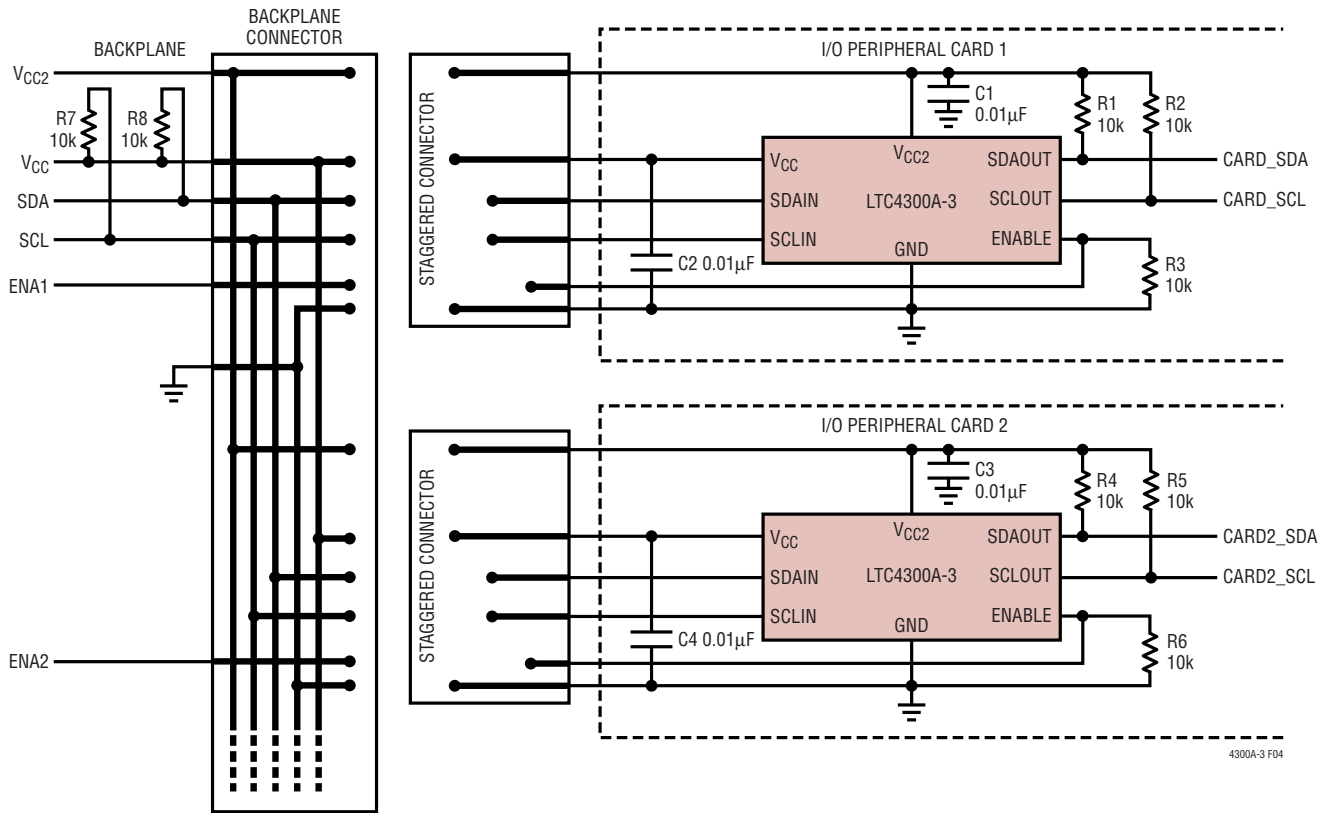 BACKPLANE
CONNECTOR
BACKPLANE
VCC2
R7
10k
R8
10k
VCC
SDA
SCL
ENA1
ENA2
STAGGERED CONNECTOR
I/O PERIPHERAL CARD 1
C1
0.01µF
R1
10k
R2
10k
VCC
VCC2
SDAOUT
CARD_SDA
SDAIN
LTC4300A-3
SCLOUT
CARD_SCL
SCLIN
GND
ENABLE
C2 0.01µF
R3
10k
STAGGERED CONNECTOR
I/O PERIPHERAL CARD 2
C3
0.01µF
R4
10k
R5
10k
VCC
VCC2
SDAOUT
CARD2_SDA
SDAIN
LTC4300A-3
SCLOUT
CARD2_SCL
SCLIN
GND
ENABLE
C4 0.01µF
R6
10k
4300A-3 F04